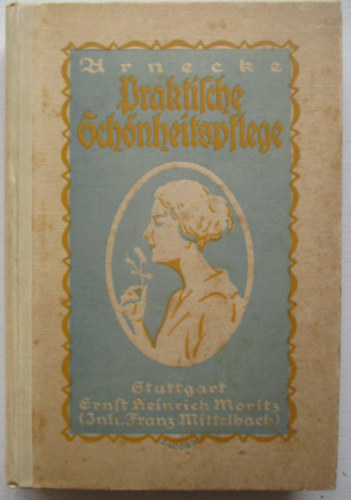 Arnecke
Praktische
Schönheitspflege
Stuttgart
Ernst Heinrich Moritz
(Inh. Franz Mittelbach)